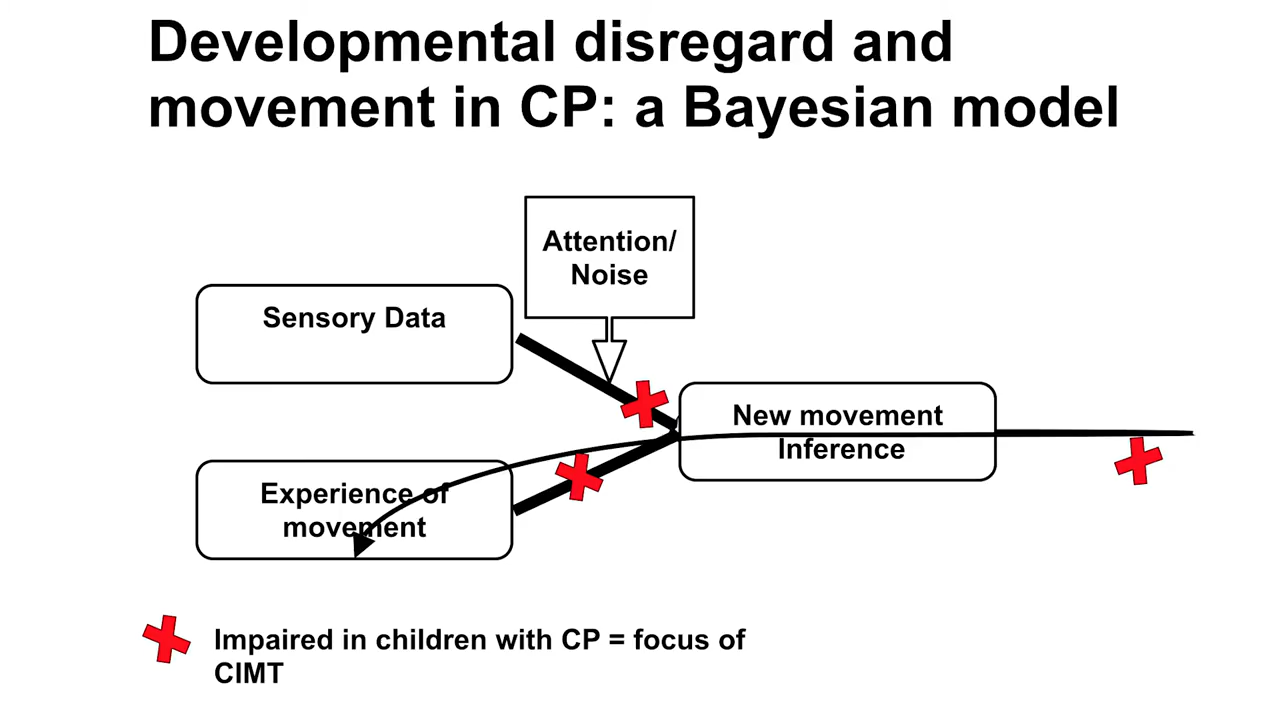 Developmental disregard and
movement in CP: a Bayesian model
Attention/
Noise
Sensory Data
New movement
Inference
Experience of
movement
Impaired in children with CP = focus of
CIMT